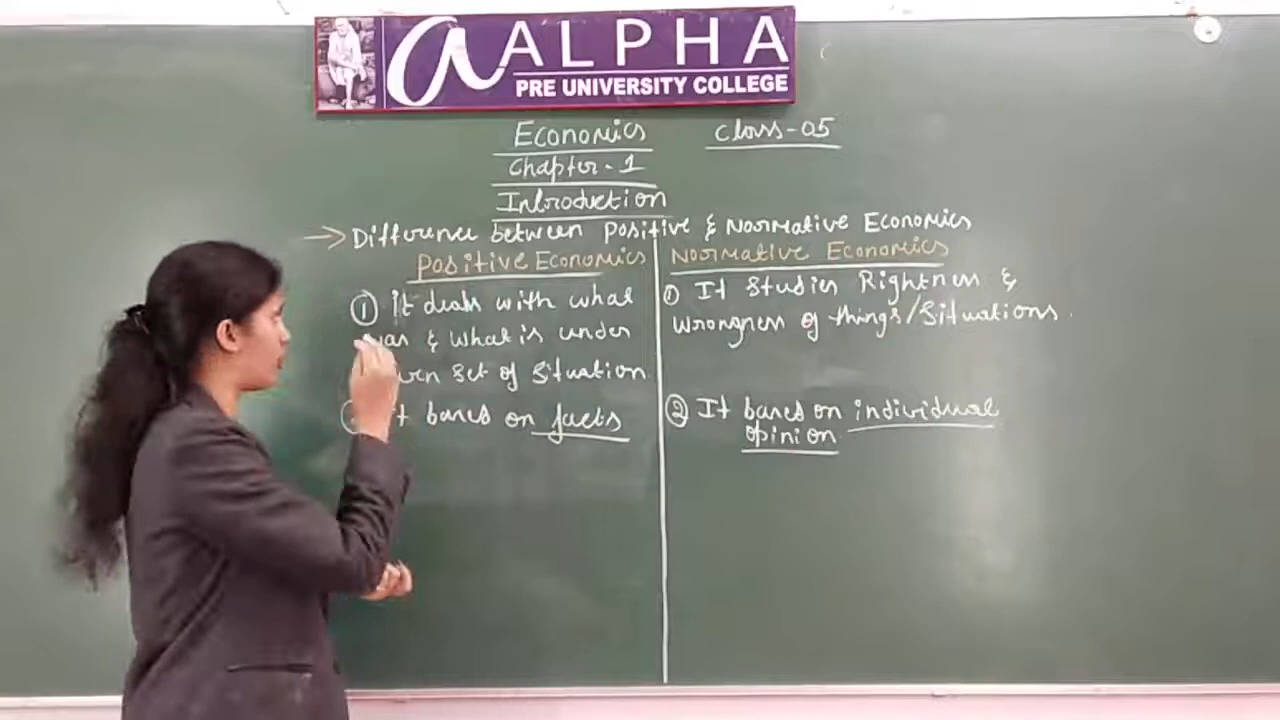 a ALPHA
PRE UNIVERSITY COLLEGE
Economics Class-05
Chapter-1
Introduction
→ Difference between Positive & Normative Economics
Positive Economics
① It deals with what
was & what is under
set of situation
bases on facts
Normative Economics
① It studies Rightness &
wrongness of things/situations.
② It bases on individual
opinion